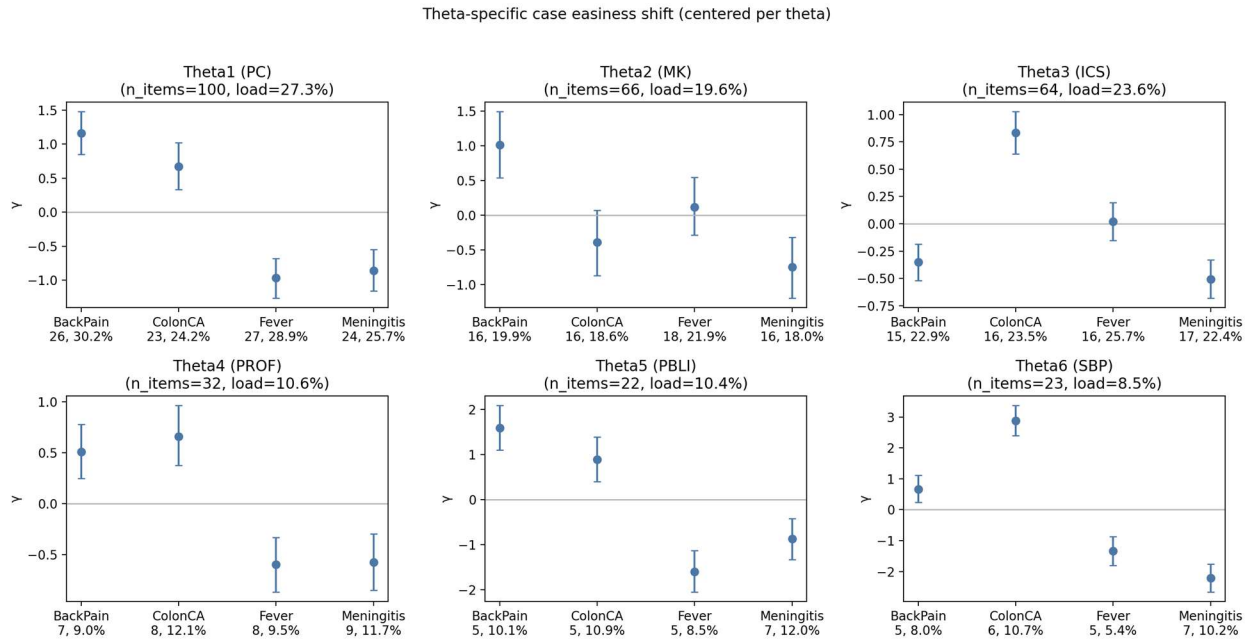 Theta-specific case easiness shift (centered per theta)
Theta1 (PC)
(n_items=100, load=27.3%)
γ
1.5
1.0
0.5
0.0
−0.5
−1.0
BackPain
26, 30.2%
ColonCA
23, 24.2%
Fever
27, 28.9%
Meningitis
24, 25.7%
Theta2 (MK)
(n_items=66, load=19.6%)
γ
1.5
1.0
0.5
0.0
−0.5
−1.0
BackPain
16, 19.9%
ColonCA
16, 18.6%
Fever
18, 21.9%
Meningitis
16, 18.0%
Theta3 (ICS)
(n_items=64, load=23.6%)
γ
1.00
0.75
0.50
0.25
0.00
−0.25
−0.50
−0.75
BackPain
15, 22.9%
ColonCA
16, 23.5%
Fever
16, 25.7%
Meningitis
17, 22.4%
Theta4 (PROF)
(n_items=32, load=10.6%)
γ
1.0
0.5
0.0
−0.5
BackPain
7, 9.0%
ColonCA
8, 12.1%
Fever
8, 9.5%
Meningitis
9, 11.7%
Theta5 (PBLI)
(n_items=22, load=10.4%)
γ
2
1
0
−1
−2
BackPain
5, 10.1%
ColonCA
5, 10.9%
Fever
5, 8.5%
Meningitis
7, 12.0%
Theta6 (SBP)
(n_items=23, load=8.5%)
γ
3
2
1
0
−1
−2
BackPain
5, 8.0%
ColonCA
6, 10.7%
Fever
5, 5.4%
Meningitis
7, 10.2%